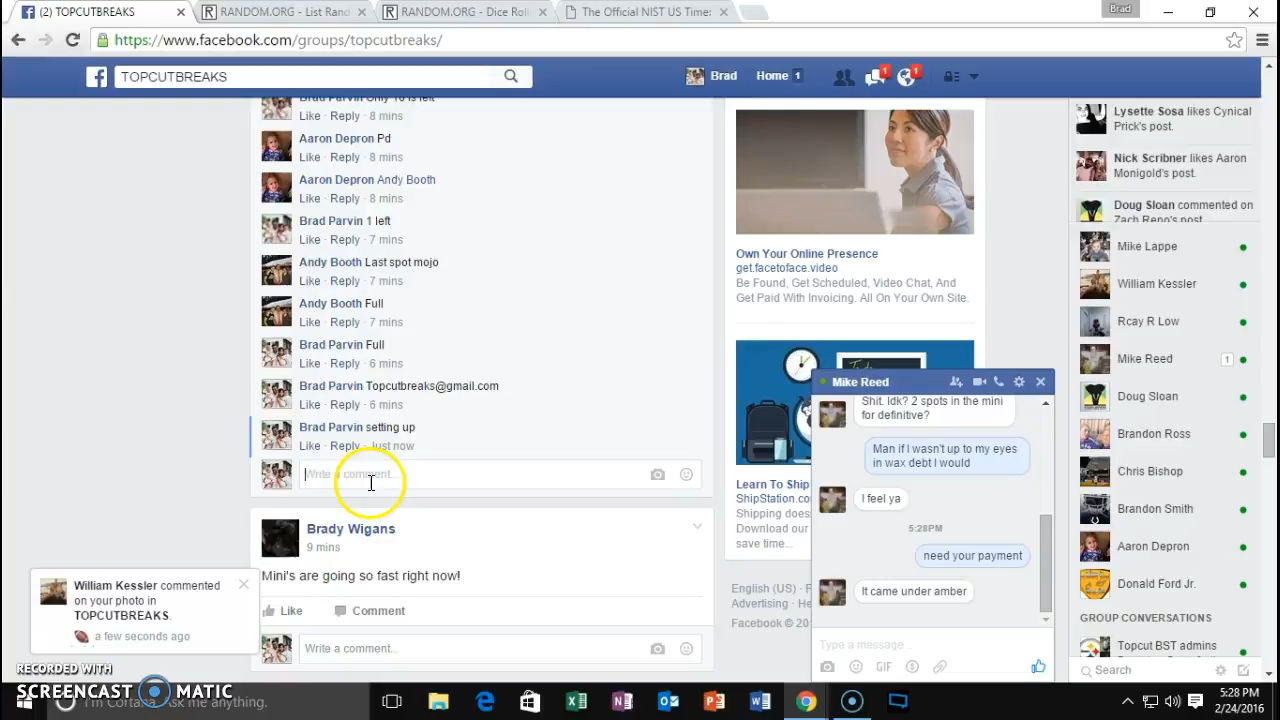 (2) TOPCUTBREAKS
RANDOM.ORG - List Rand
RANDOM.ORG - Dice Roll
The Official NIST US Time:
Brad
https://www.facebook.com/groups/topcutbreaks/
TOPCUTBREAKS
Brad
Home 1
1
1
Brad Parvin Only 16 is left
Like · Reply · 8 mins
Aaron Depron Pd
Like · Reply · 8 mins
Aaron Depron Andy Booth
Like · Reply · 8 mins
Brad Parvin 1 left
Like · Reply · 7 mins
Andy Booth Last spot mojo
Like · Reply · 7 mins
Andy Booth Full
Like · Reply · 7 mins
Brad Parvin Full
Like · Reply · 6 mins
Brad Parvin Topcutbreaks@gmail.com
Like · Reply · 6 mins
Brad Parvin setting up
Like · Reply · Just now
Write a comment...
Brady Wigans
9 mins
Mini's are going so fast right now!
Like Comment
Write a comment...
William Kessler commented
on your photo in
TOPCUTBREAKS.
a few seconds ago
Own Your Online Presence
get.facetoface.video
Be Found, Get Scheduled, Video Chat, And
Get Paid With Invoicing. All On Your Own Site.
Learn To Ship
ShipStation.co
Shipping does
Download our
save time...
English (US) ·
Advertising ·
Facebook © 20
Mike Reed
Shit. Idk? 2 spots in the mini
for definitive?
Man if I wasn't up to my eyes
in wax debt I would
I feel ya
5:28PM
need your payment
It came under amber
Type a message...
GIF
Lysette Sosa likes Cynical
Prick's post.
Nick Scribner likes Aaron
Monigold's post.
Doug Sloan commented on
Zach Reno's post.
Mike Lappe
William Kessler
Rcay R Low
Mike Reed 1
Doug Sloan
Brandon Ross
Chris Bishop
Brandon Smith
Aaron Depron
Donald Ford Jr.
GROUP CONVERSATIONS
Topcut BST admins
Search
RECORDED WITH
SCREENCAST MATIC
I'm Cortana. Ask me anything.
5:28 PM
2/24/2016